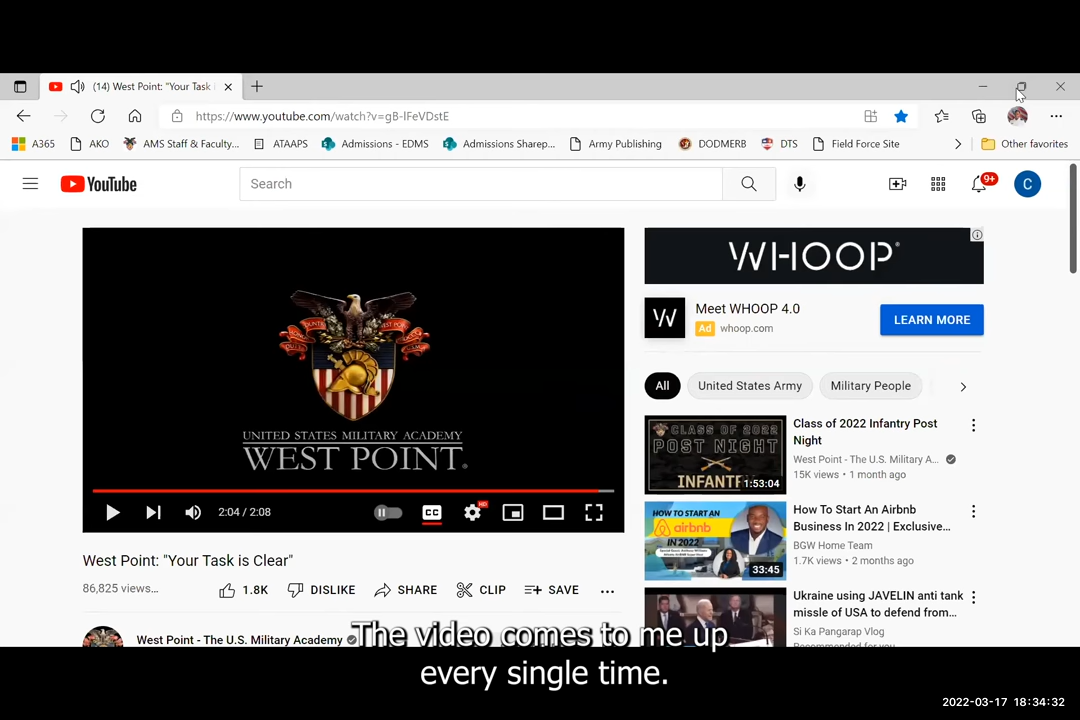 (14) West Point: "Your Task i
https://www.youtube.com/watch?v=gB-IFeVDstE
A365
AKO
AMS Staff & Faculty...
ATAAPS
Admissions - EDMS
Admissions Sharep...
Army Publishing
DODMERB
DTS
Field Force Site
Other favorites
YouTube
Search
9+
C
UNITED STATES MILITARY ACADEMY
WEST POINT.
2:04 / 2:08
CC
HD
WHOOP
W
Meet WHOOP 4.0
Ad whoop.com
LEARN MORE
All
United States Army
Military People
CLASS OF 2022
POST NIGHT
INFANT
1:53:04
Class of 2022 Infantry Post
Night
West Point - The U.S. Military A...
15K views • 1 month ago
HOW TO START AN
airbnb
IN 2022
33:45
How To Start An Airbnb
Business In 2022 | Exclusive...
BGW Home Team
1.7K views • 2 months ago
Ukraine using JAVELIN anti tank
missle of USA to defend from...
Si Ka Pangarap Vlog
West Point: "Your Task is Clear"
86,825 views...
1.8K
DISLIKE
SHARE
CLIP
SAVE
West Point - The U.S. Military Academy
The video comes to me up
every single time.
2022-03-17 18:34:32